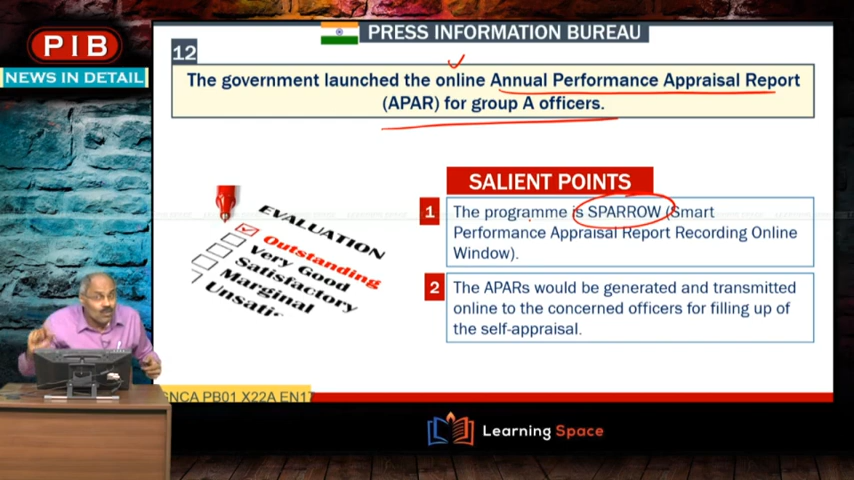 PIB
NEWS IN DETAIL
PRESS INFORMATION BUREAU
12
The government launched the online Annual Performance Appraisal Report
(APAR) for group A officers.
EVALUATION
Outstanding
Very Good
Satisfactory
Marginal
SALIENT POINTS
1
The programme is SPARROW (Smart
Performance Appraisal Report Recording Online
Window).
2
The APARs would be generated and transmitted
online to the concerned officers for filling up of
the self-appraisal.
PB01 X22A
Learning Space